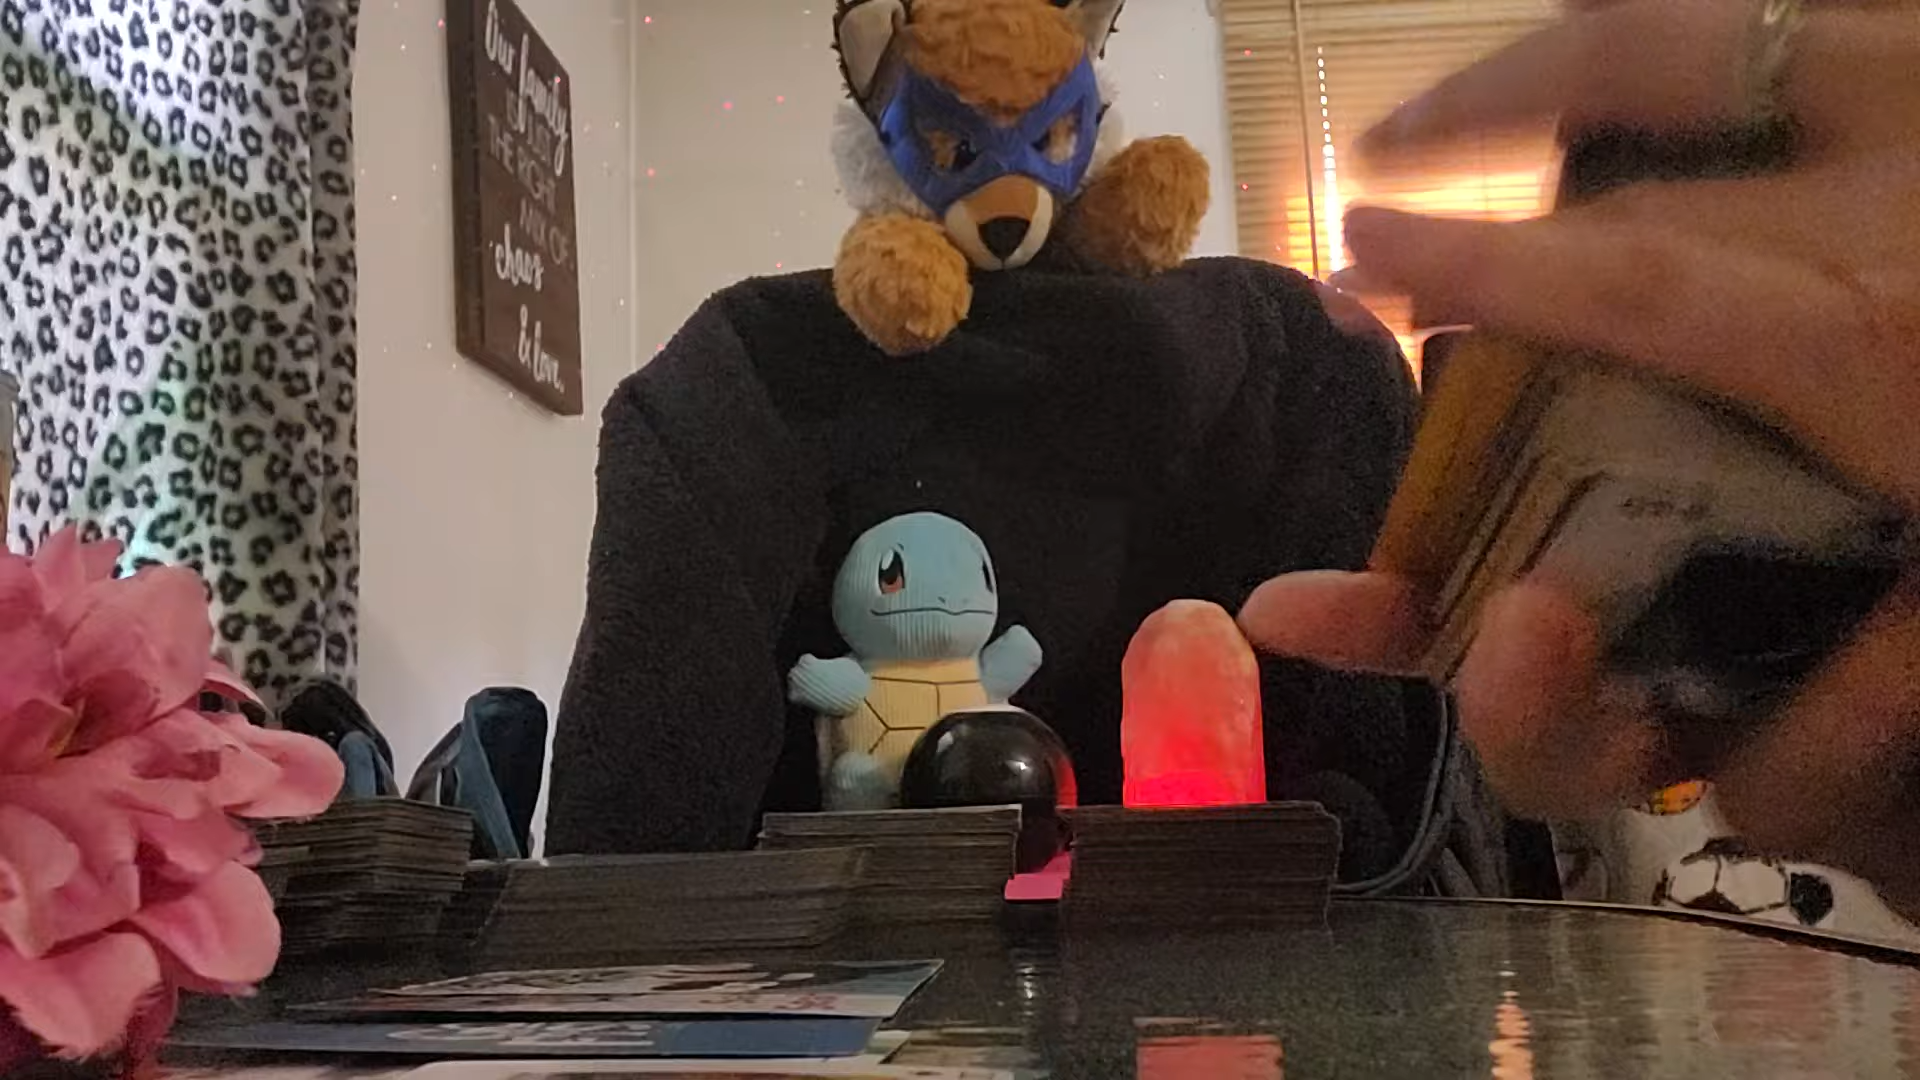 Our family
IS JUST
THE RIGHT
MIX OF
chaos
& love.